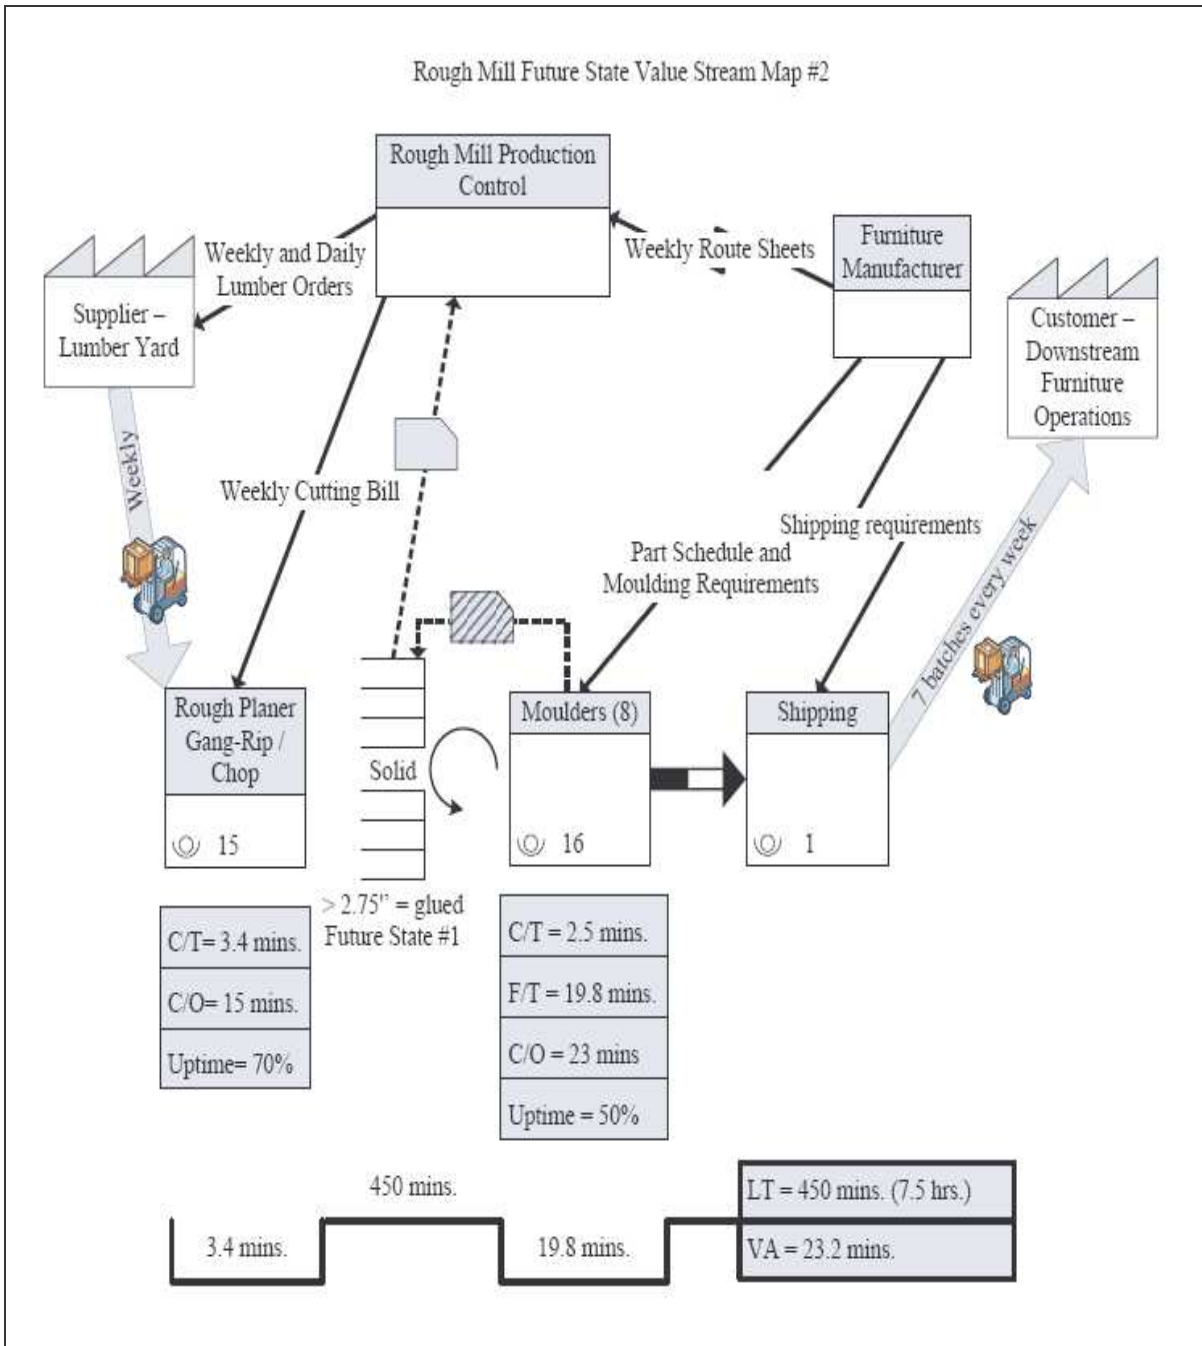 Rough Mill Future State Value Stream Map #2
Rough Mill Production
Control
Furniture
Manufacturer
Weekly Route Sheets
Weekly and Daily
Lumber Orders
Supplier –
Lumber Yard
Customer –
Downstream
Furniture
Operations
Weekly
Weekly Cutting Bill
Shipping requirements
Part Schedule and
Moulding Requirements
7 batches every week
Rough Planer
Gang-Rip /
Chop
15
Solid
Moulders (8)
16
Shipping
1
> 2.75" = glued
Future State #1
C/T= 3.4 mins.
C/O= 15 mins.
Uptime= 70%
C/T = 2.5 mins.
F/T = 19.8 mins.
C/O = 23 mins
Uptime = 50%
3.4 mins.
450 mins.
19.8 mins.
LT = 450 mins. (7.5 hrs.)
VA = 23.2 mins.